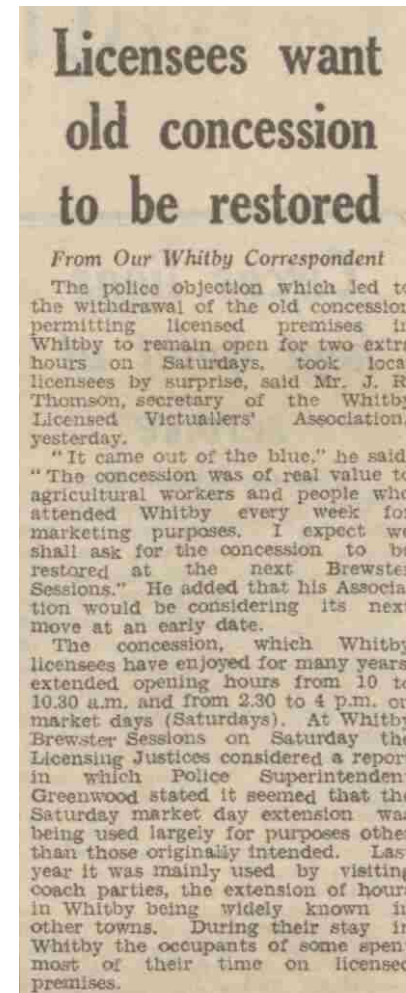 Licensees want
old concession
to be restored
From Our Whitby Correspondent
The police objection which led t
the withdrawal of the old concessio
permitting licensed premises i
Whitby to remain open for two extr
hours on Saturdays, took loca
licensees by surprise, said Mr. J. R
Thomson, secretary of the Whitb
Licensed Victuallers' Association,
yesterday.
"It came out of the blue," he said
"The concession was of real value t
agricultural workers and people wh
attended Whitby every week fo
marketing purposes. I expect w
shall ask for the concession to b
restored at the next Brewste
Sessions." He added that his Associa
tion would be considering its nex
move at an early date.
The concession, which Whitb
licensees have enjoyed for many years
extended opening hours from 10 t
10.30 a.m. and from 2.30 to 4 p.m. o
market days (Saturdays). At Whitb
Brewster Sessions on Saturday th
Licensing Justices considered a repor
in which Police Superintenden
Greenwood stated it seemed that th
Saturday market day extension wa
being used largely for purposes othe
than those originally intended. Las
year it was mainly used by visitin
coach parties, the extension of hour
in Whitby being widely known i
other towns. During their stay i
Whitby the occupants of some spen
most of their time on license
premises.